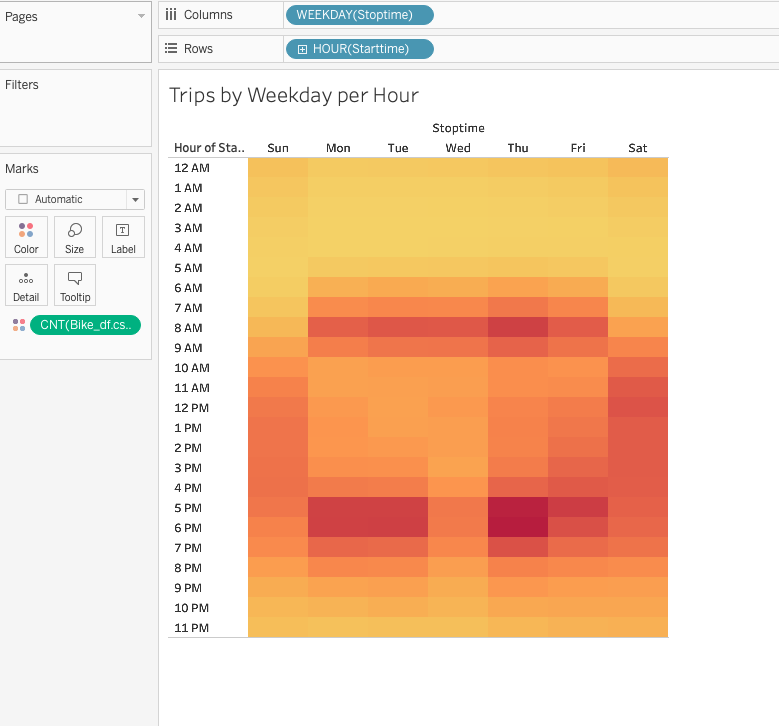 Pages
Columns
WEEKDAY(Stoptime)
Rows
HOUR(Starttime)
Filters
Marks
Automatic
Color
Size
Label
Detail
Tooltip
CNT(Bike_df.cs..
Trips by Weekday per Hour
Stoptime
Hour of Sta.. Sun Mon Tue Wed Thu Fri Sat
12 AM
1 AM
2 AM
3 AM
4 AM
5 AM
6 AM
7 AM
8 AM
9 AM
10 AM
11 AM
12 PM
1 PM
2 PM
3 PM
4 PM
5 PM
6 PM
7 PM
8 PM
9 PM
10 PM
11 PM